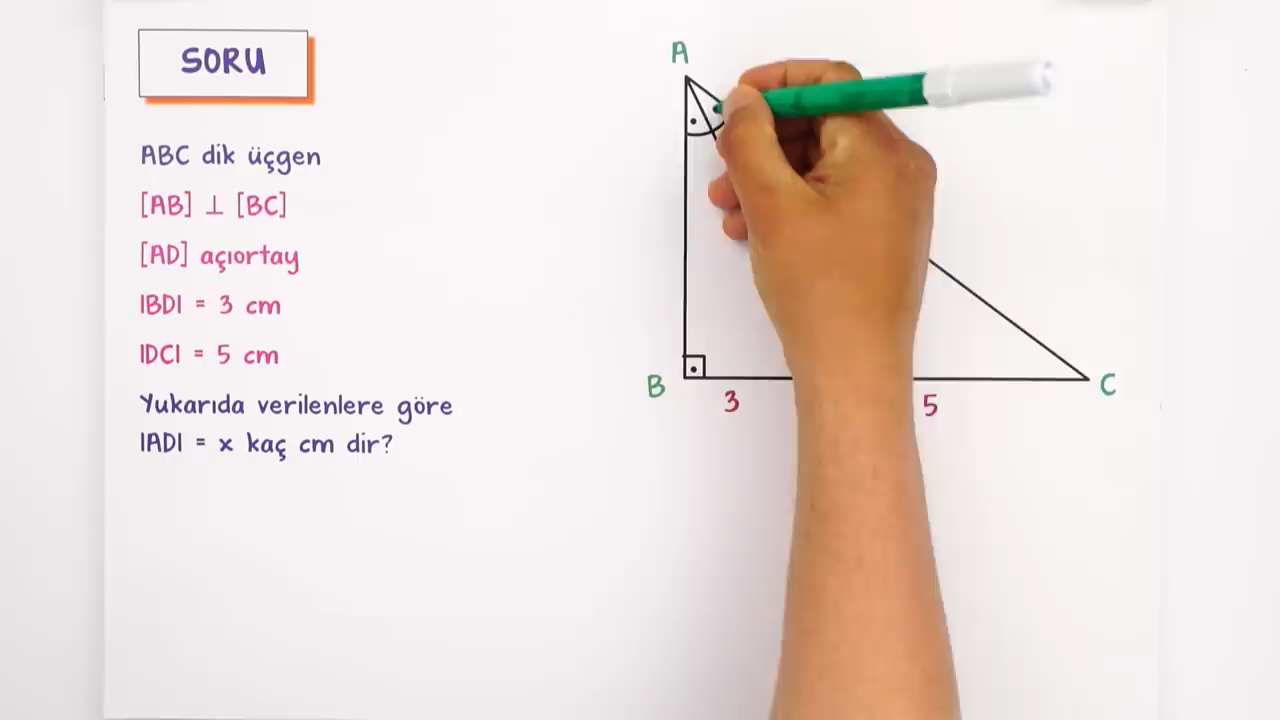 SORU
ABC dik üçgen
[AB] ⊥ [BC]
[AD] açıortay
|BD| = 3 cm
|DC| = 5 cm
Yukarıda verilenlere göre
|AD| = x kaç cm dir?
A
B
C
3
5